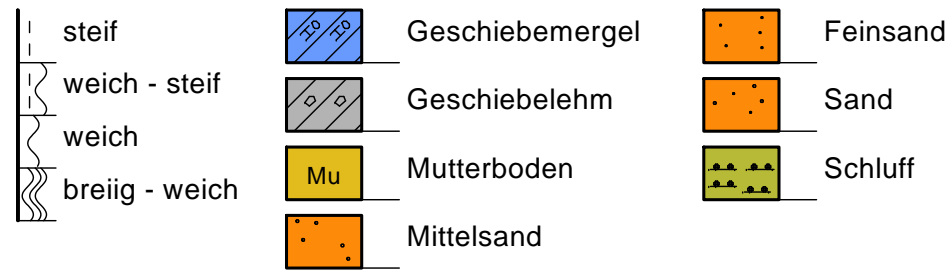 steif
weich - steif
weich
breiig - weich
Geschiebemergel
Geschiebelehm
Mu
Mutterboden
Mittelsand
Feinsand
Sand
Schluff